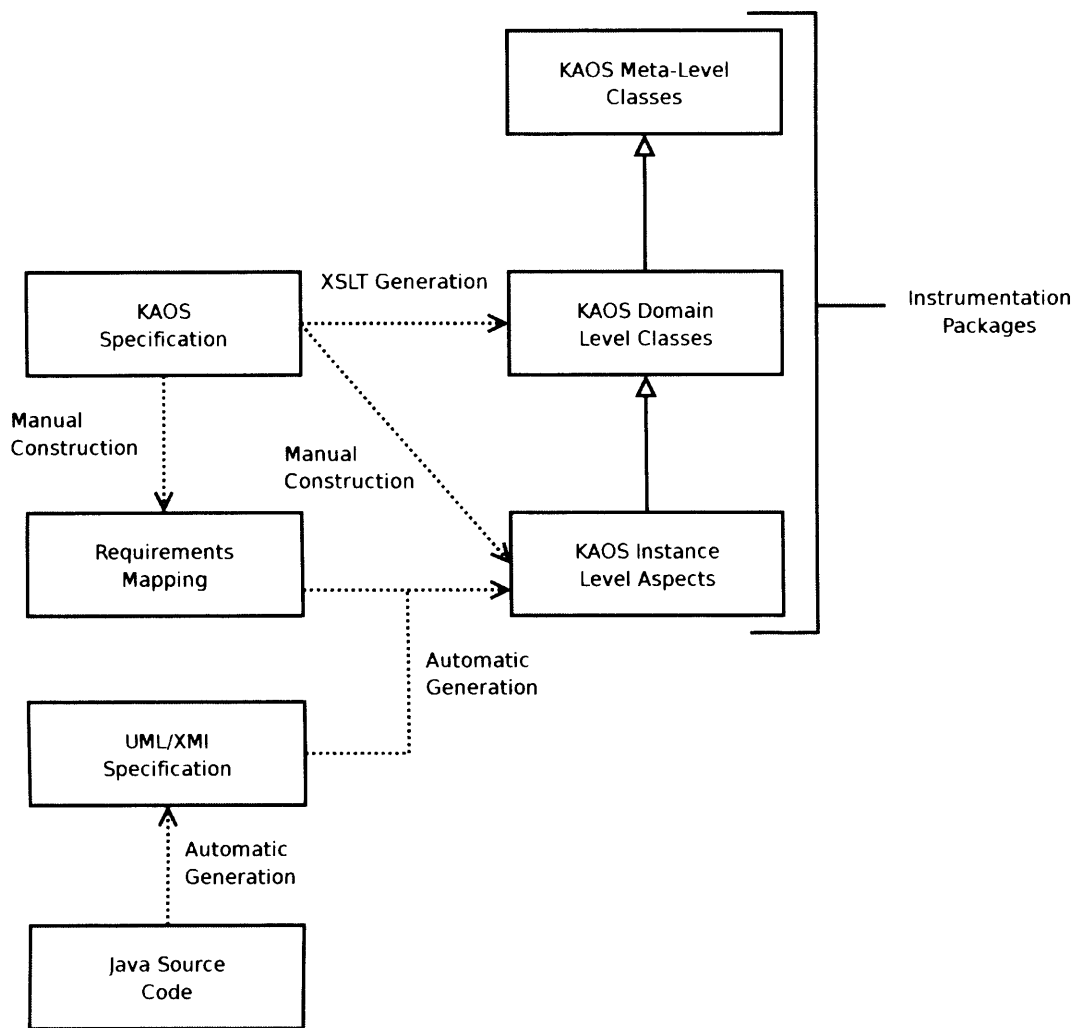 KAOS Meta-Level
Classes
XSLT Generation
KAOS
Specification
KAOS Domain
Level Classes
Instrumentation
Packages
Manual
Construction
Manual
Construction
Requirements
Mapping
KAOS Instance
Level Aspects
Automatic
Generation
UML/XMI
Specification
Automatic
Generation
Java Source
Code